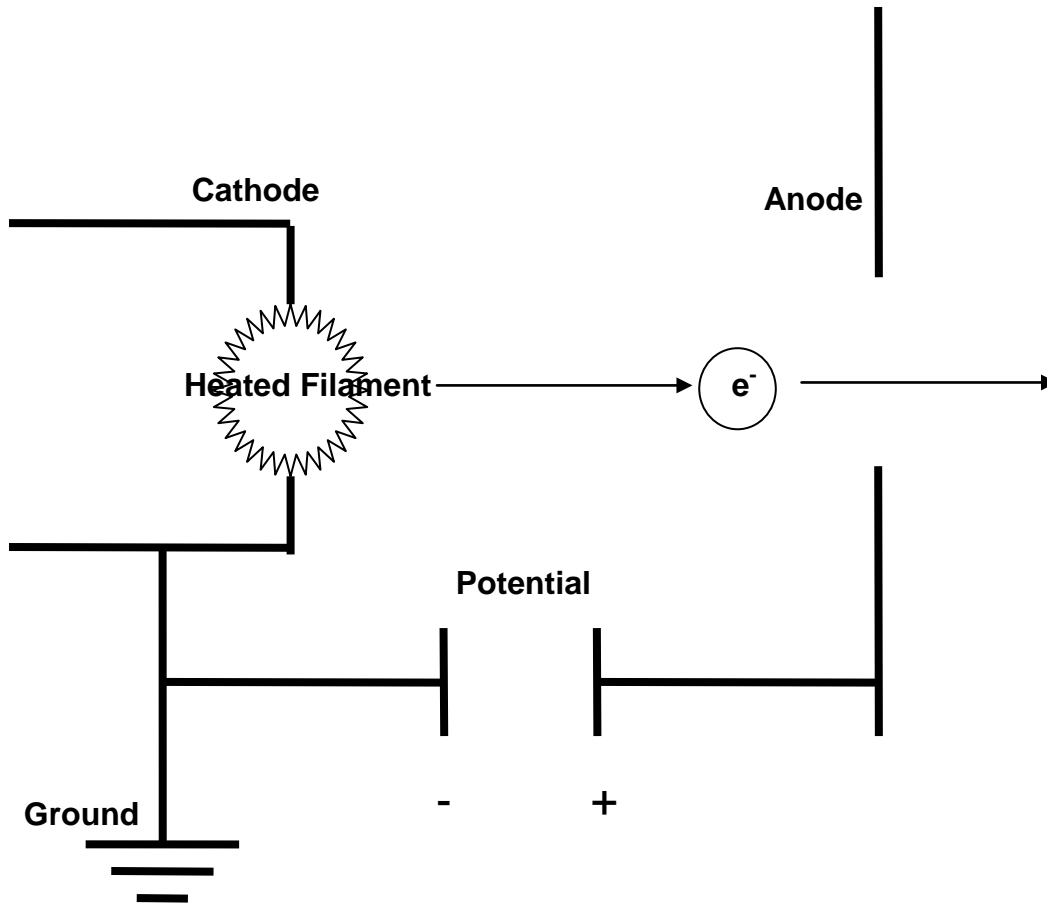 Cathode
Anode
Heated Filament
e-
Potential
- +
Ground